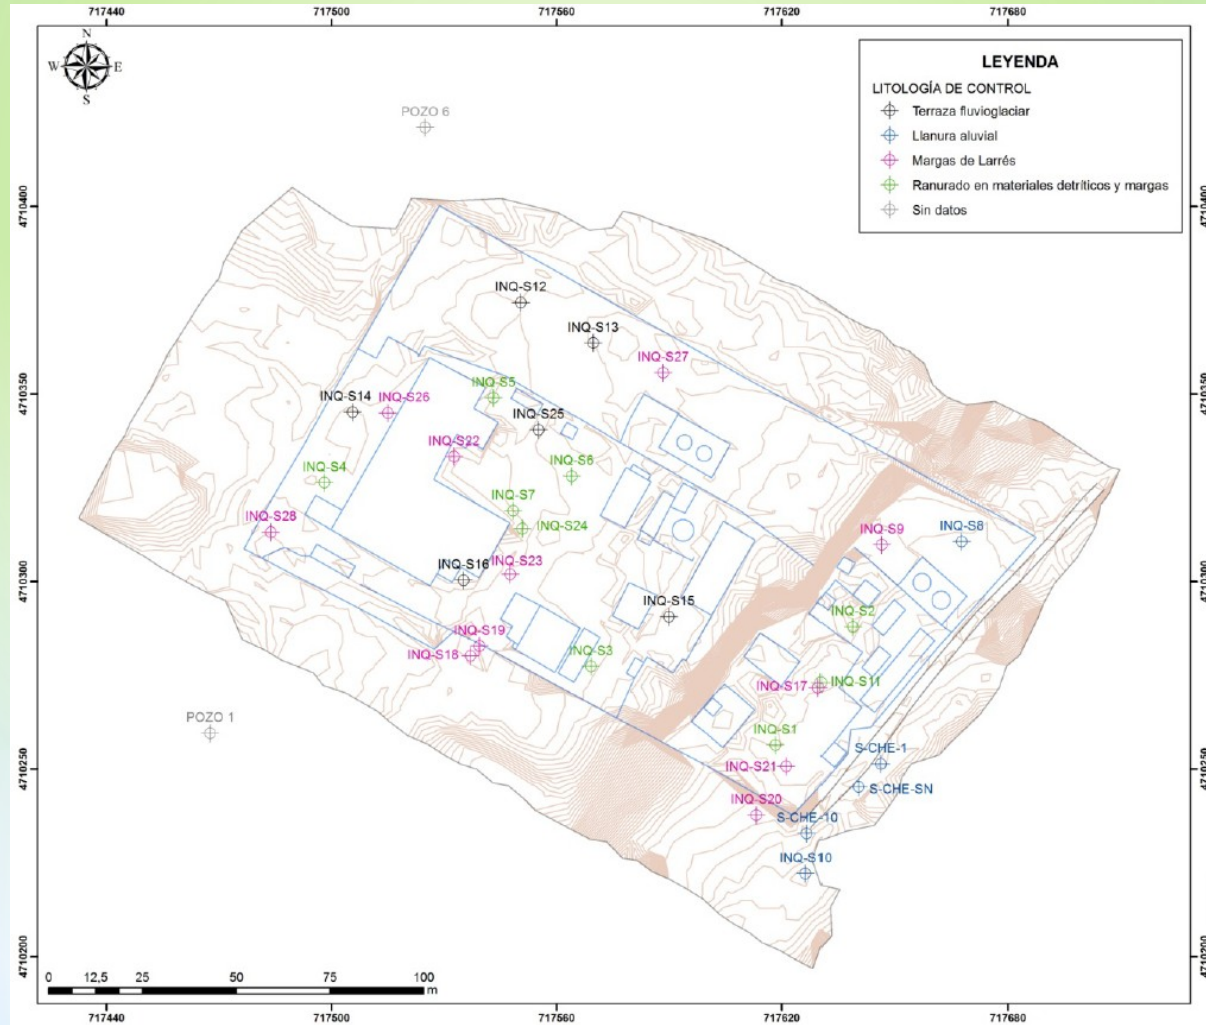 717440 717500 717560 717620 717680
N
W E
S
LEYENDA
LITOLOGÍA DE CONTROL
Terraza fluvioglaciar
Llanura aluvial
Margas de Larrés
Ranurado en materiales detríticos y margas
Sin datos
POZO 6
4710400 4710400
INQ-S12
INQ-S13
INQ-S27
4710350 4710350
INQ-S5
INQ-S14 INQ-S26
INQ-S25
INQ-S22
INQ-S6
INQ-S4
INQ-S7
INQ-S28
INQ-S24
INQ-S9 INQ-S8
4710300 4710300
INQ-S16 INQ-S23
INQ-S15
INQ-S2
INQ-S19
INQ-S18
INQ-S3
INQ-S17 INQ-S11
POZO 1
INQ-S1
S-CHE-1
4710250 4710250
INQ-S21
S-CHE-SN
INQ-S20
S-CHE-10
INQ-S10
4710200 4710200
0 12,5 25 50 75 100
m
717440 717500 717560 717620 717680